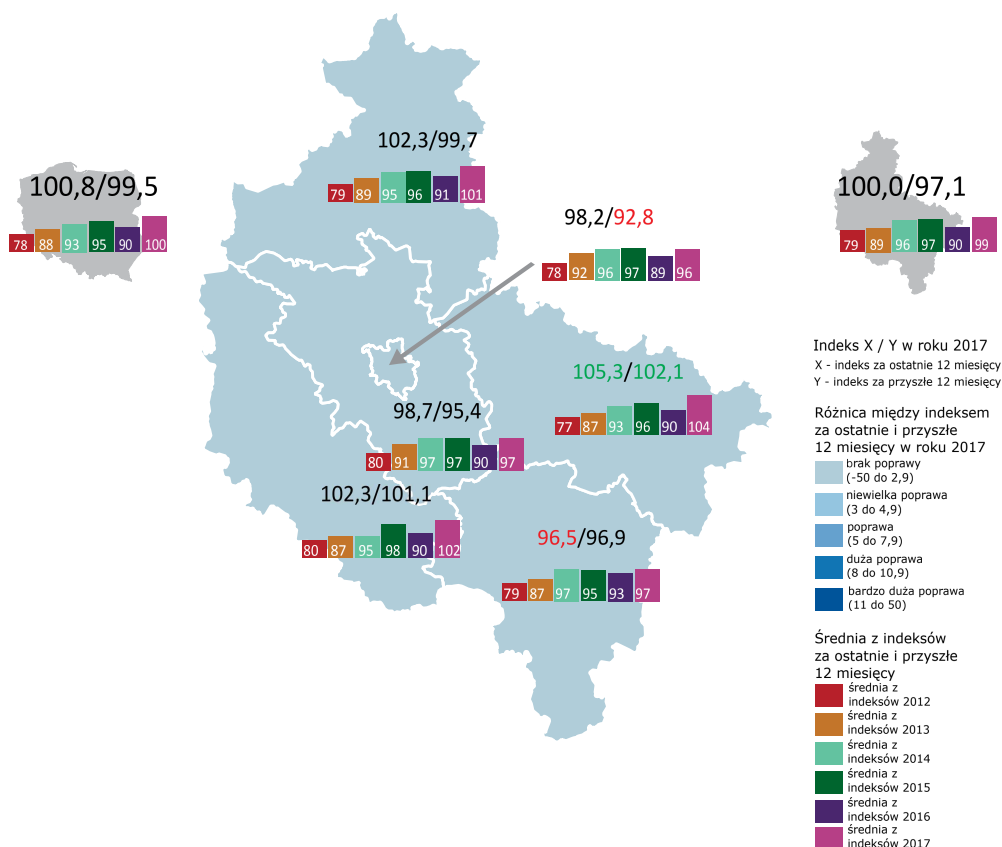 102,3/99,7
79 89 95 96 91 101
100,8/99,5
78 88 93 95 90 100
100,0/97,1
79 89 96 97 90 99
98,2/92,8
78 92 96 97 89 96
105,3/102,1
77 87 93 96 90 104
98,7/95,4
80 91 97 97 90 97
102,3/101,1
80 87 95 98 90 102
96,5/96,9
79 87 97 95 93 97
Indeks X / Y w roku 2017
X - indeks za ostatnie 12 miesięcy
Y - indeks za przyszłe 12 miesięcy
Różnica między indeksem
za ostatnie i przyszłe
12 miesięcy w roku 2017
brak poprawy
(-50 do 2,9)
niewielka poprawa
(3 do 4,9)
poprawa
(5 do 7,9)
duża poprawa
(8 do 10,9)
bardzo duża poprawa
(11 do 50)
Średnia z indeksów
za ostatnie i przyszłe
12 miesięcy
średnia z
indeksów 2012
średnia z
indeksów 2013
średnia z
indeksów 2014
średnia z
indeksów 2015
średnia z
indeksów 2016
średnia z
indeksów 2017